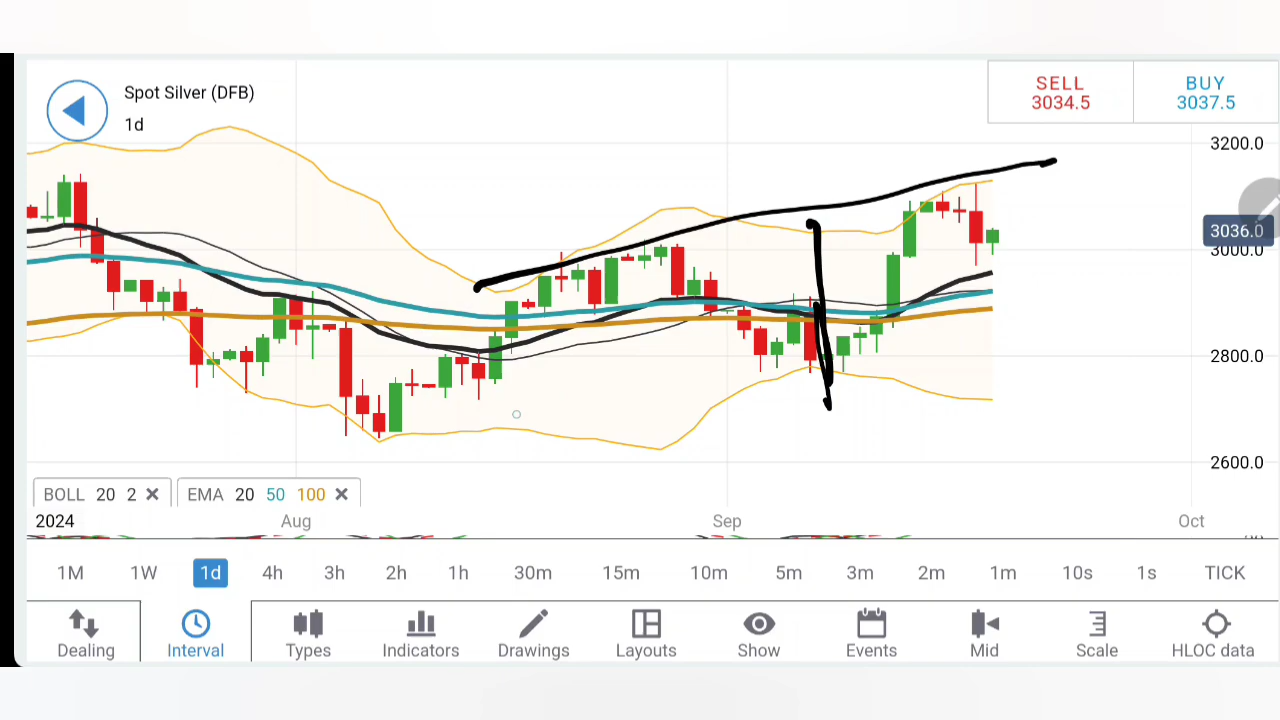 Spot Silver (DFB)
1d
SELL
3034.5
BUY
3037.5
3200.0
3036.0
3000.0
2800.0
2600.0
BOLL 20 2
EMA 20 50 100
2024
Aug
Sep
Oct
1M 1W 1d 4h 3h 2h 1h 30m 15m 10m 5m 3m 2m 1m 10s 1s TICK
Dealing Interval Types Indicators Drawings Layouts Show Events Mid Scale HLOC data